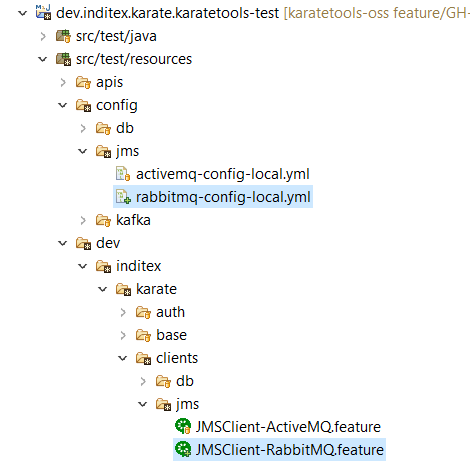 dev.inditex.karate.karatetools-test [karatetools-oss feature/GH-
src/test/java
src/test/resources
apis
config
db
jms
activemq-config-local.yml
rabbitmq-config-local.yml
kafka
dev
inditex
karate
auth
base
clients
db
jms
JMSClient-ActiveMQ.feature
JMSClient-RabbitMQ.feature